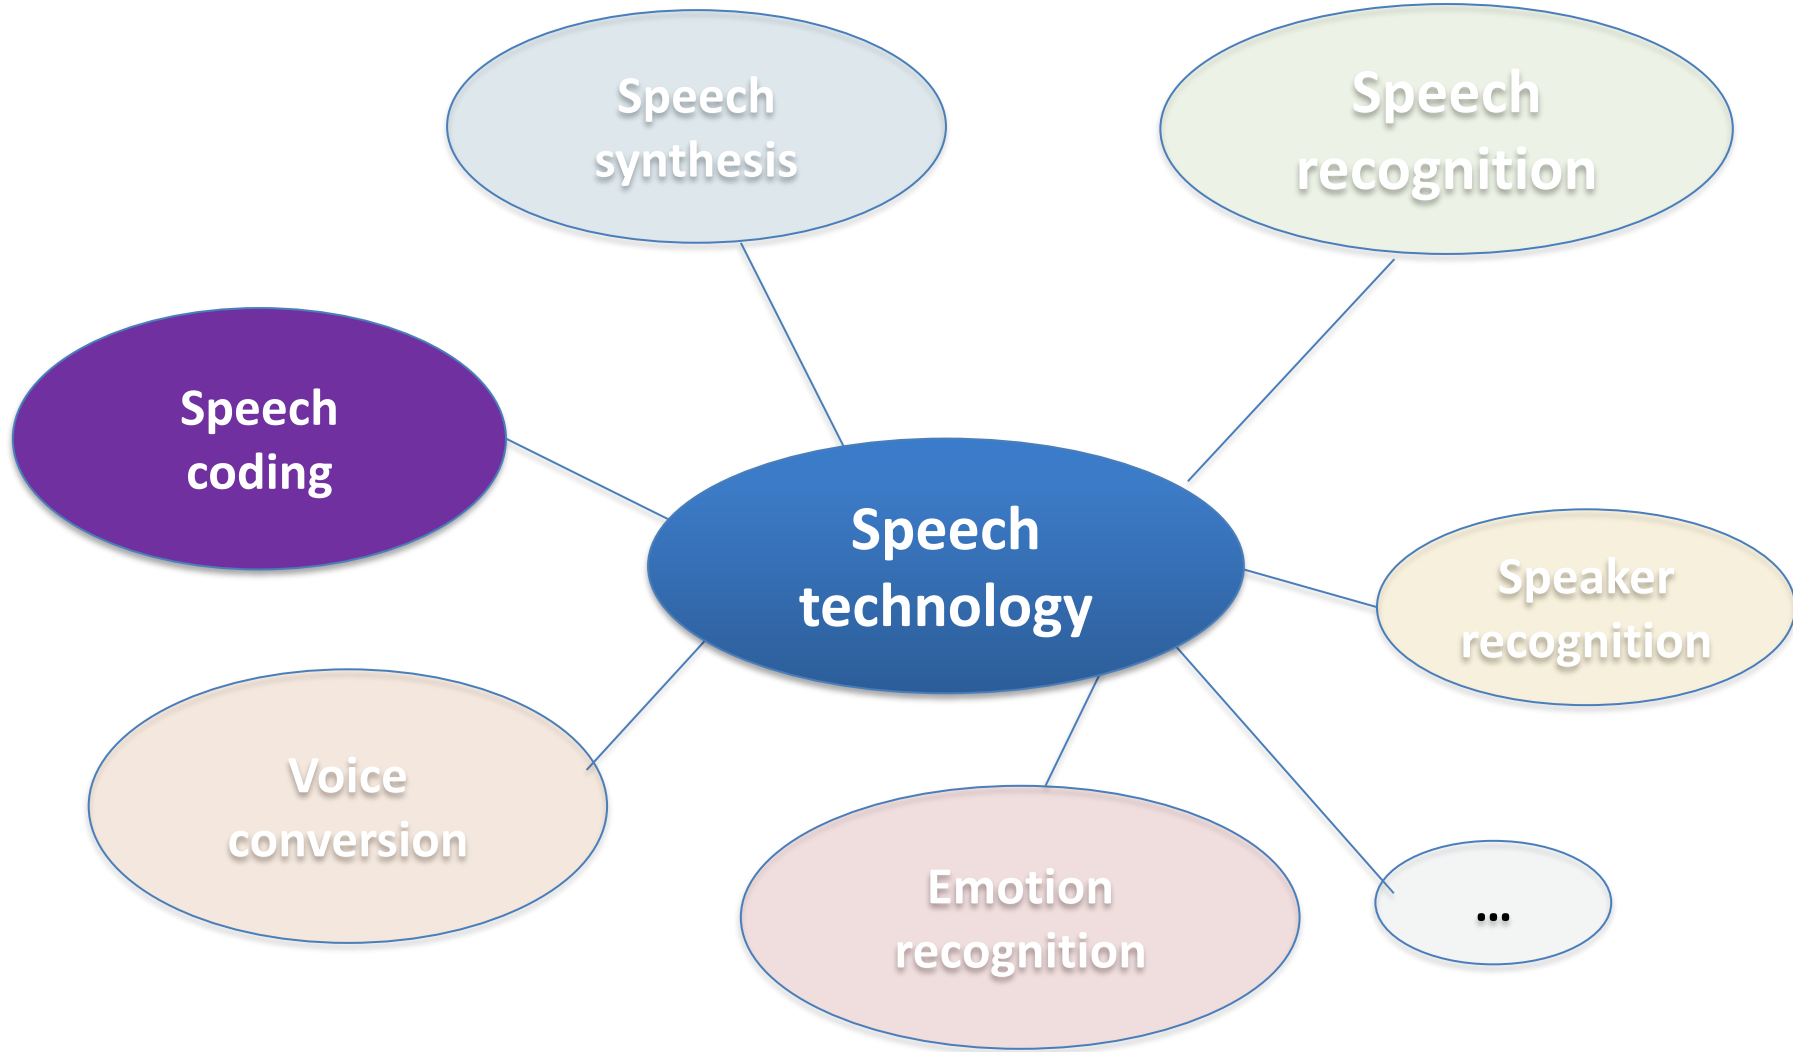 Speech
synthesis
Speech
recognition
Speech
coding
Speech
technology
Speaker
recognition
Voice
conversion
Emotion
recognition
...